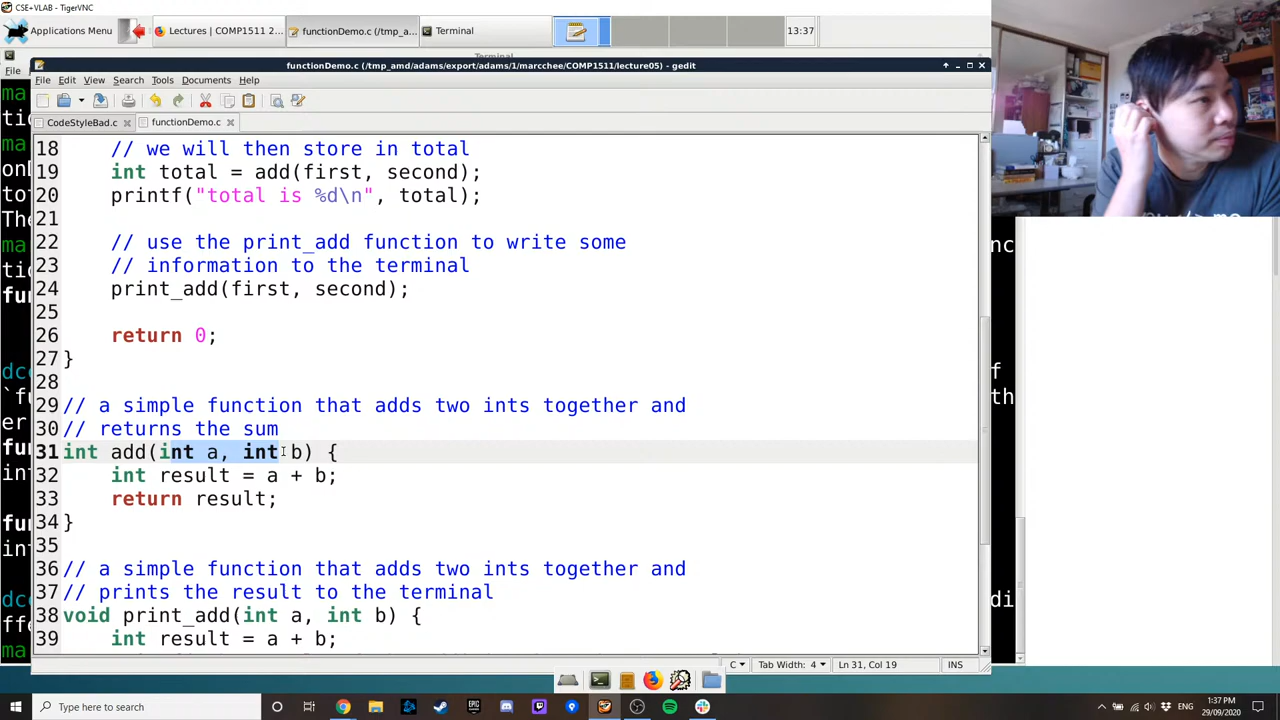 CSE+VLAB - TigerVNC
Applications Menu
Lectures | COMP1511 2...
functionDemo.c (/tmp_a...
Terminal
13:37
functionDemo.c (/tmp_amd/adams/export/adams/1/marcchee/COMP1511/lecture05) - gedit
File Edit View Search Tools Documents Help
CodeStyleBad.c
functionDemo.c
18 // we will then store in total
19 int total = add(first, second);
20 printf("total is %d\n", total);
21
22 // use the print_add function to write some
23 // information to the terminal
24 print_add(first, second);
25
26 return 0;
27 }
28
29 // a simple function that adds two ints together and
30 // returns the sum
31 int add(int a, int b) {
32 int result = a + b;
33 return result;
34 }
35
36 // a simple function that adds two ints together and
37 // prints the result to the terminal
38 void print_add(int a, int b) {
39 int result = a + b;
C
Tab Width: 4
Ln 31, Col 19
INS
Type here to search
1:37 PM
29/09/2020